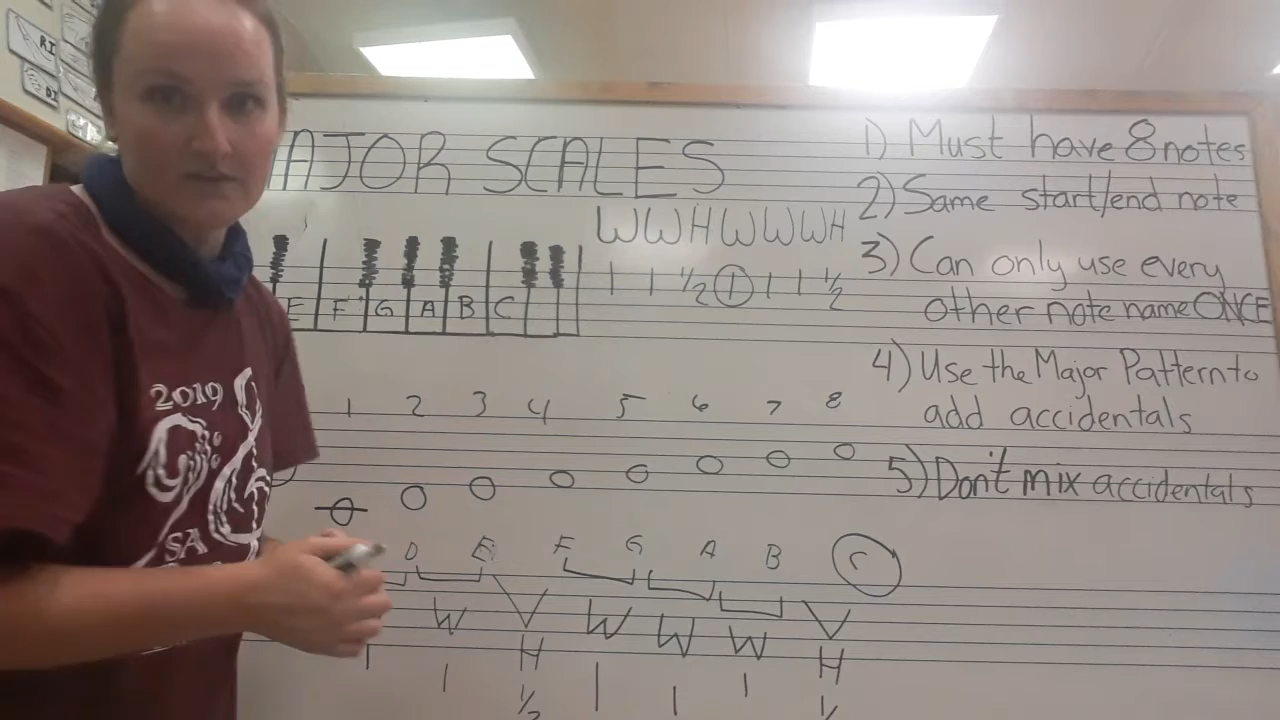 AJOR SCALES
WWHWWWH
1 1 1/2 1 1 1 1/2
E F G A B C
1 2 3 4 5 6 7 8
D E F G A B C
W H W W W H
1 1 1/2 1 1 1 1/
1) Must have 8 notes
2) Same start/end note
3) Can only use every
other note name ONCE
4) Use the Major Pattern to
add accidentals
5) Don't mix accidentals
2019
SA
RI